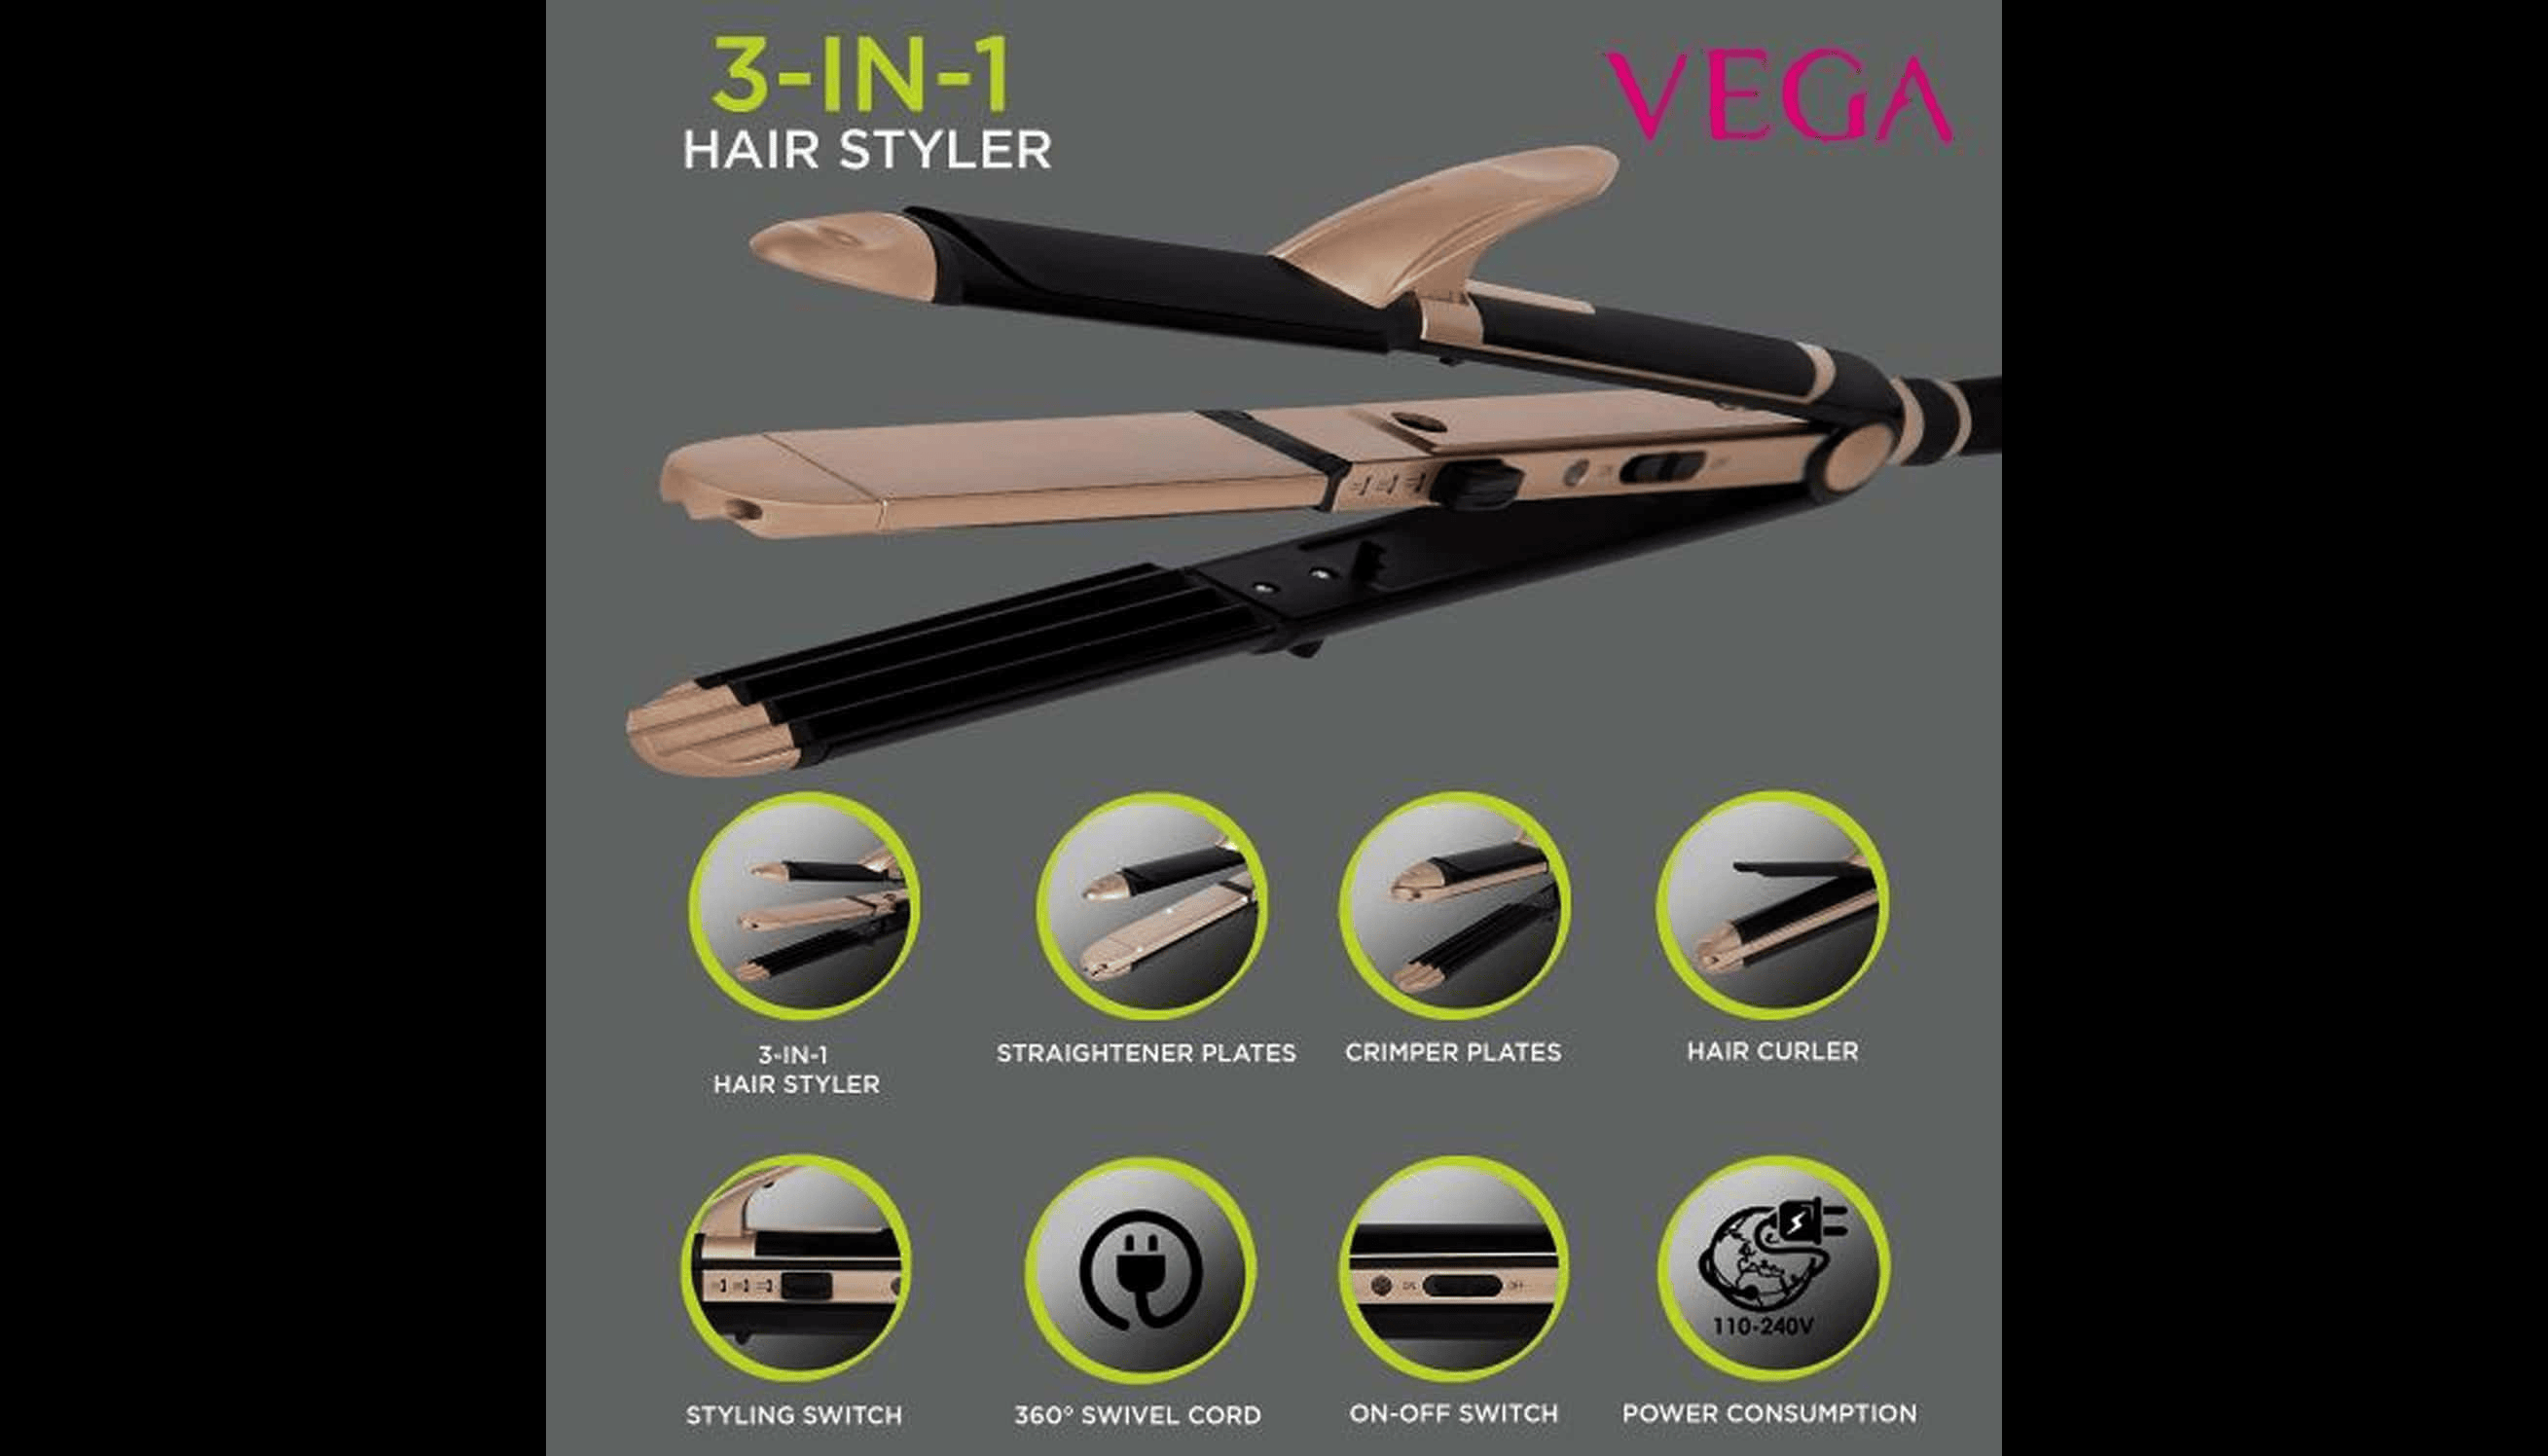 3-IN-1
HAIR STYLER
VEGA
3-IN-1
HAIR STYLER
STRAIGHTENER PLATES
CRIMPER PLATES
HAIR CURLER
110-240V
STYLING SWITCH
360° SWIVEL CORD
ON-OFF SWITCH
POWER CONSUMPTION